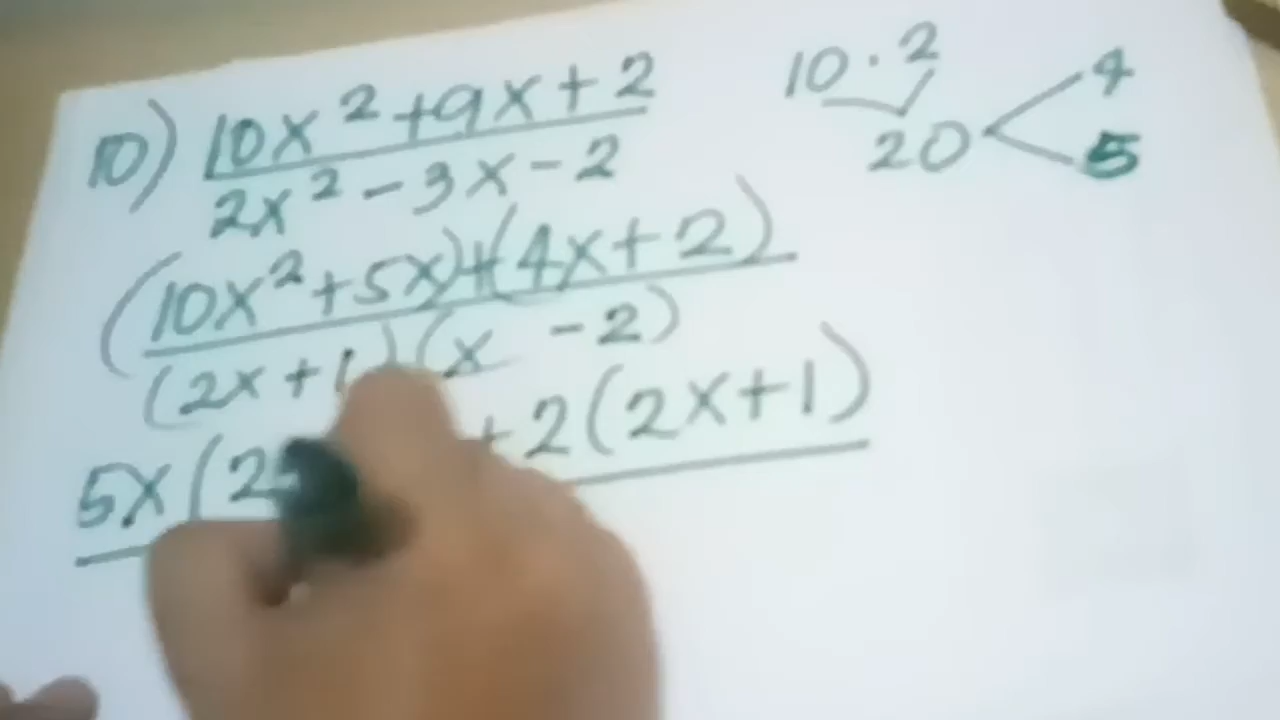 10) 10x² + 9x + 2
2x² - 3x - 2
10 · 2
20
4
5
(10x² + 5x) + (4x + 2)
(2x + 1)(x - 2)
5x(2 + 2(2x + 1)